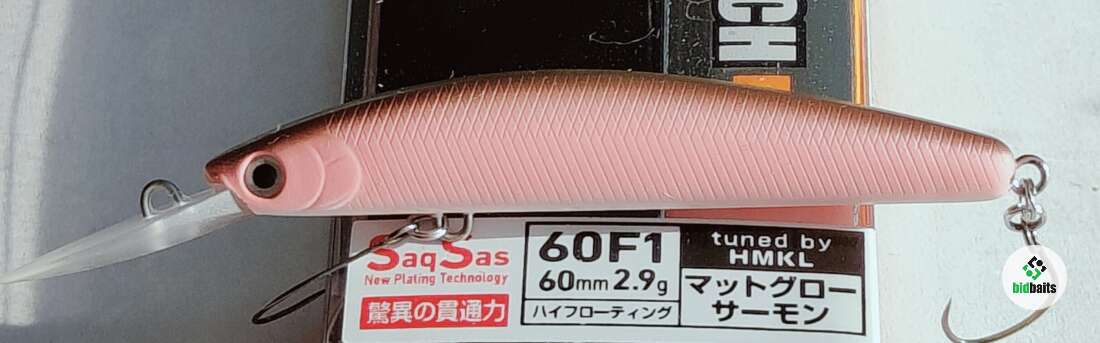 CH
SaqSas
New Plating Technology
驚異の貫通力
60F1
60mm 2.9g
ハイフローティング
tuned by
HMKL
マットグロー
サーモン
bidbaits